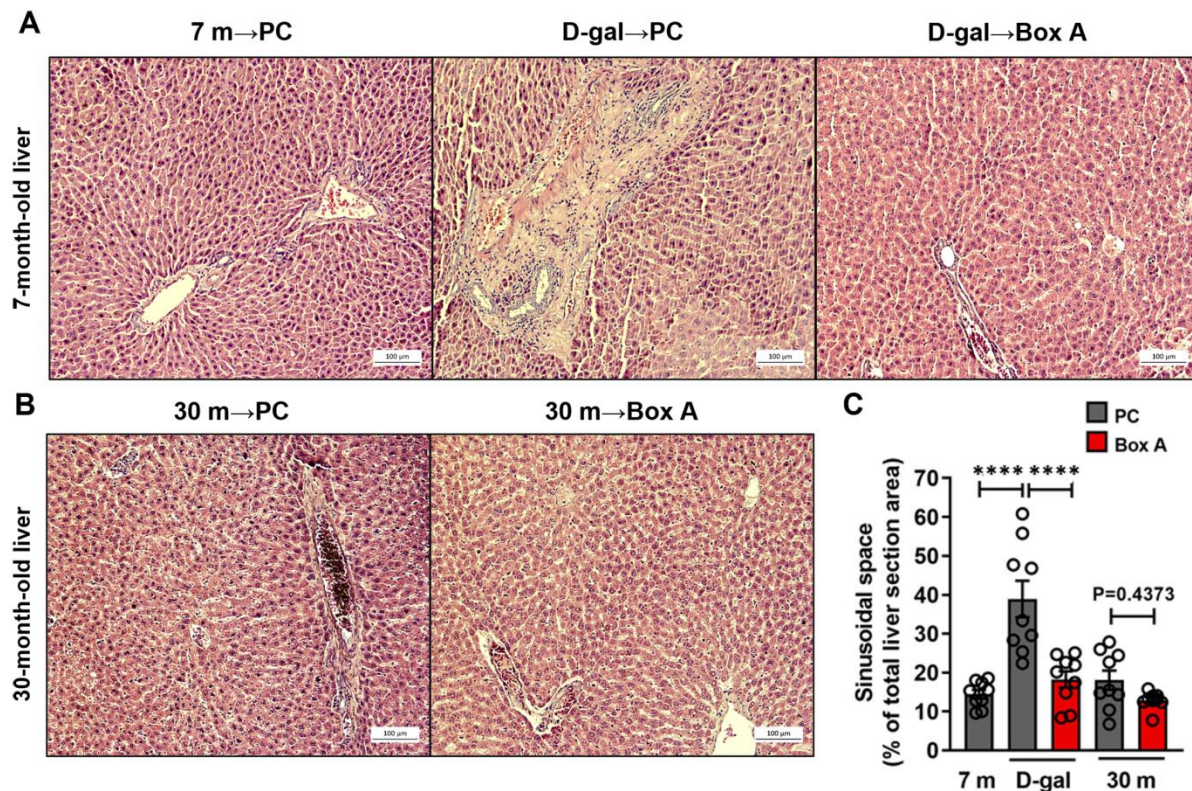 A
7 m→PC
D-gal→PC
D-gal→Box A
7-month-old liver
100 µm
100 µm
100 µm
B
30 m→PC
30 m→Box A
30-month-old liver
100 µm
100 µm
C
PC
Box A
Sinusoidal space
(% of total liver section area)
70
60
50
40
30
20
10
0
**** ****
P=0.4373
7 m
D-gal
30 m